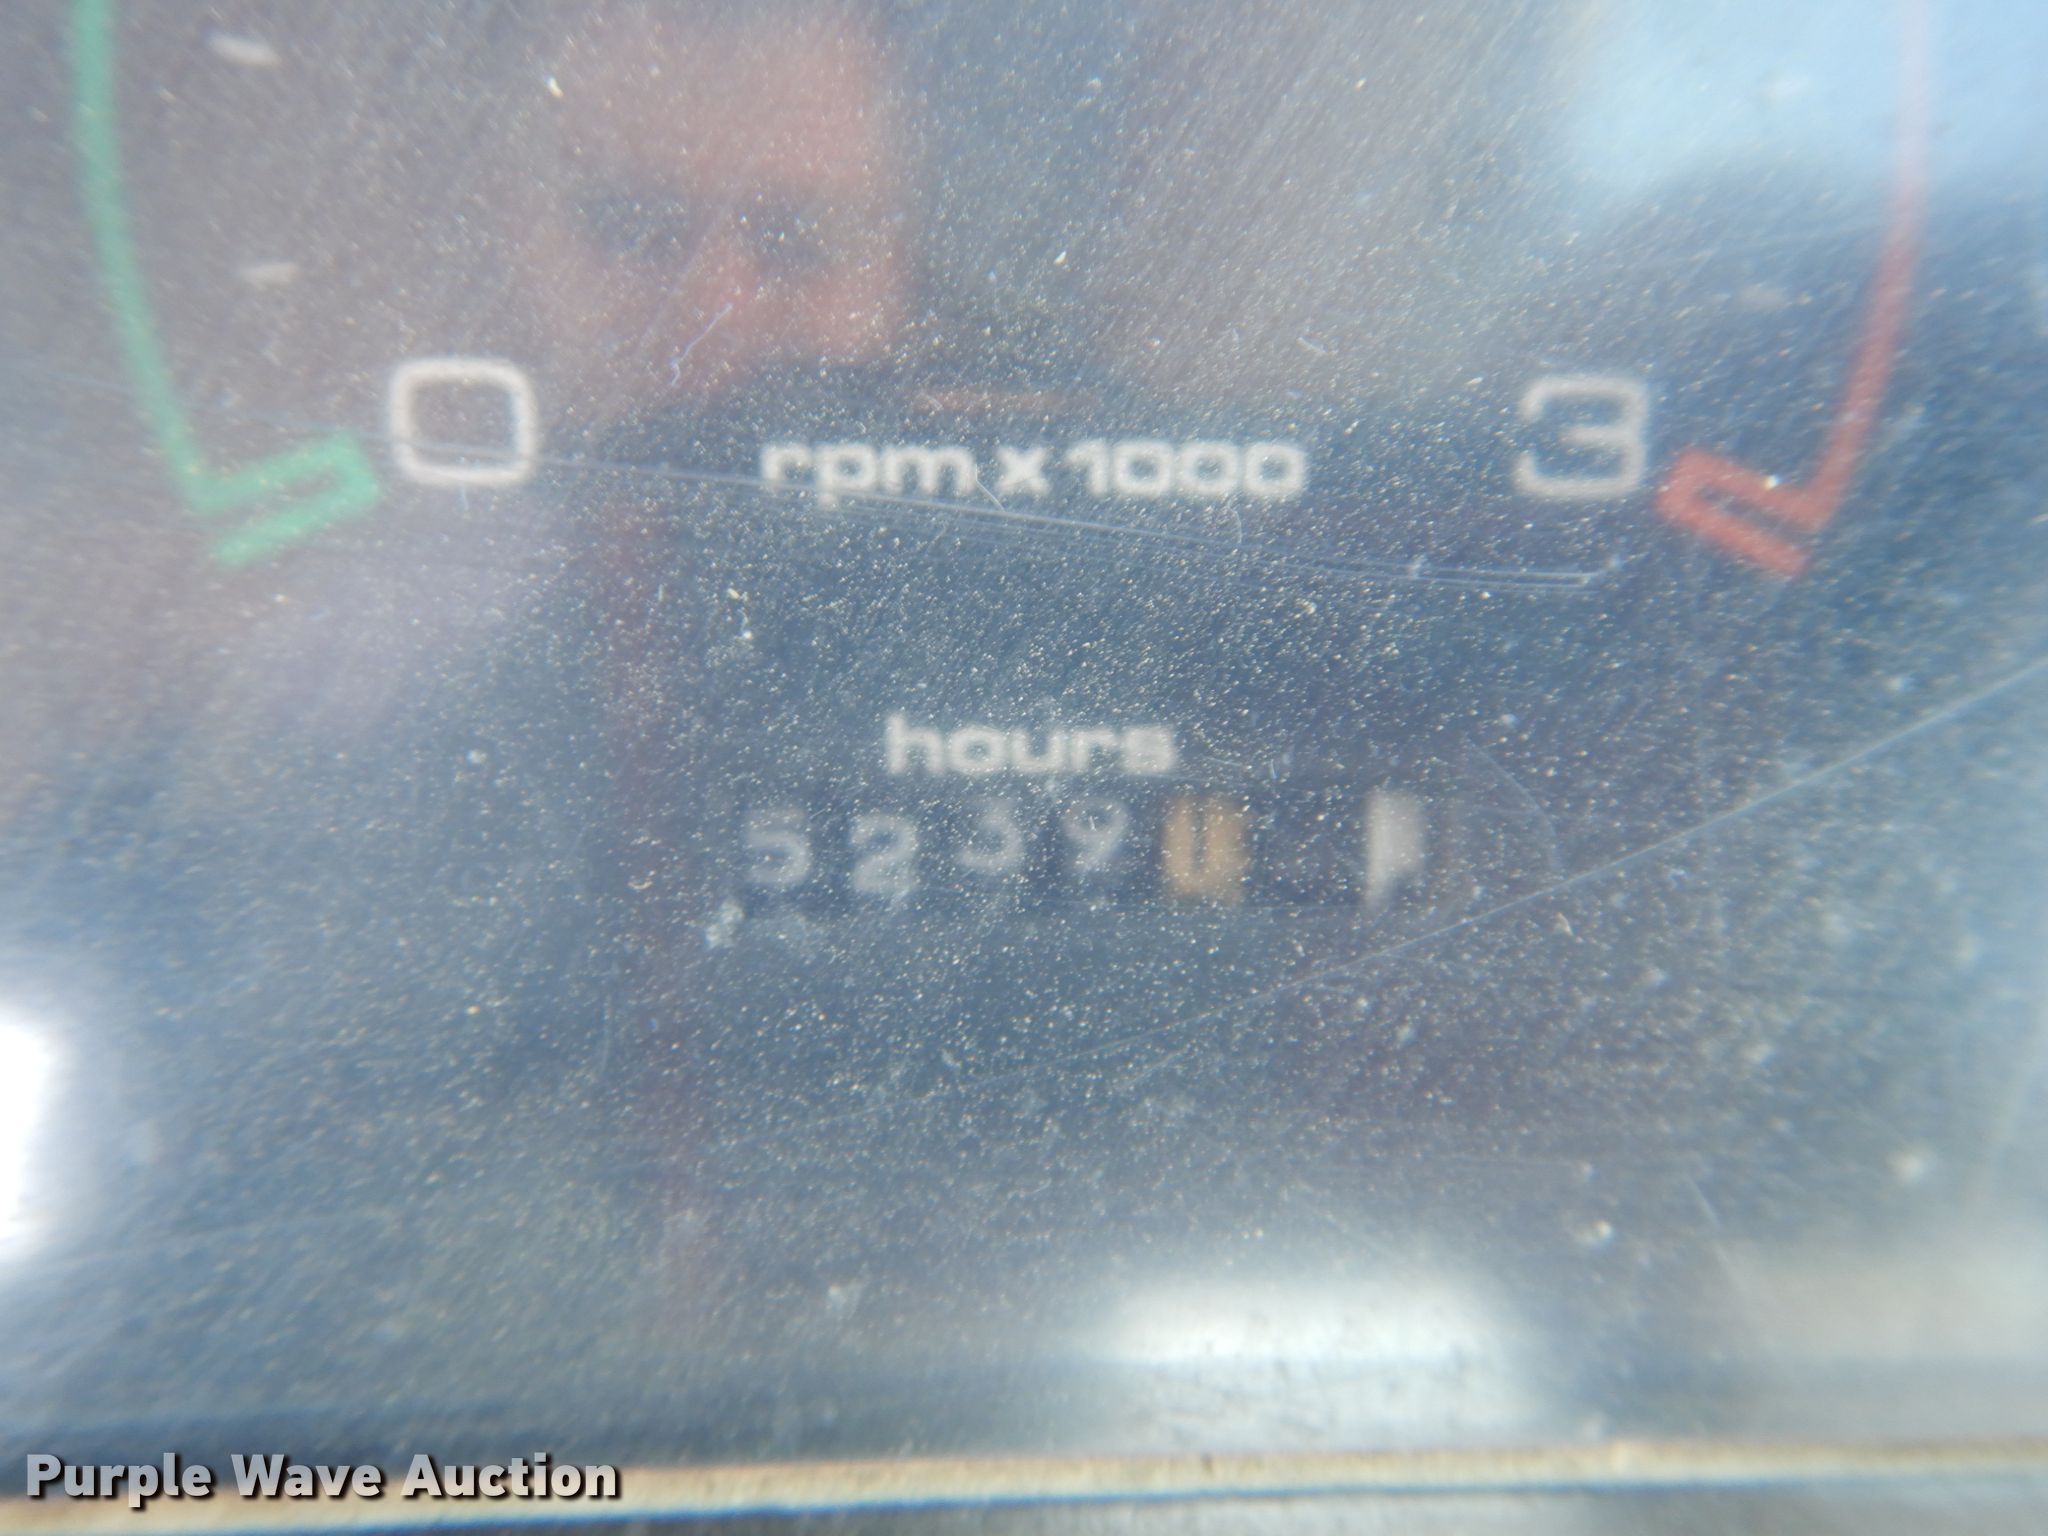 0 3
rpm x 1000
hours
5239
Purple Wave Auction